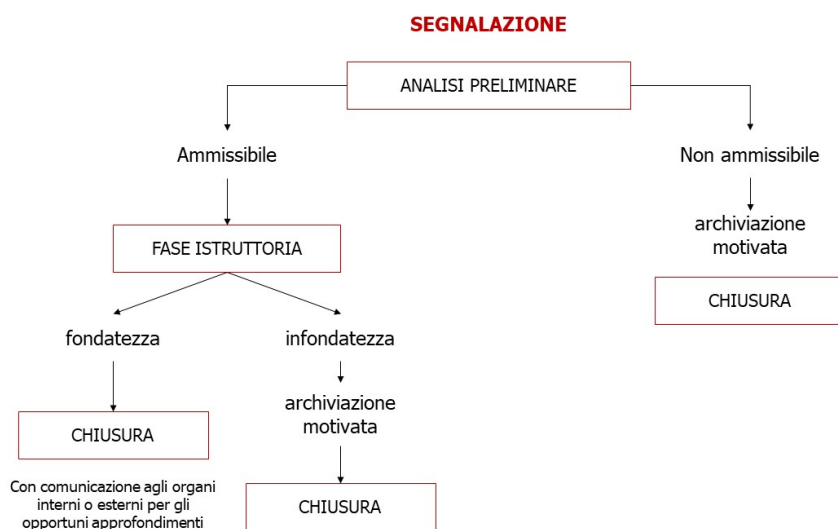 SEGNALAZIONE
ANALISI PRELIMINARE
Ammissibile
Non ammissibile
archiviazione
motivata
FASE ISTRUTTORIA
CHIUSURA
fondatezza
infondatezza
archiviazione
motivata
CHIUSURA
Con comunicazione agli organi
interni o esterni per gli
opportuni approfondimenti
CHIUSURA